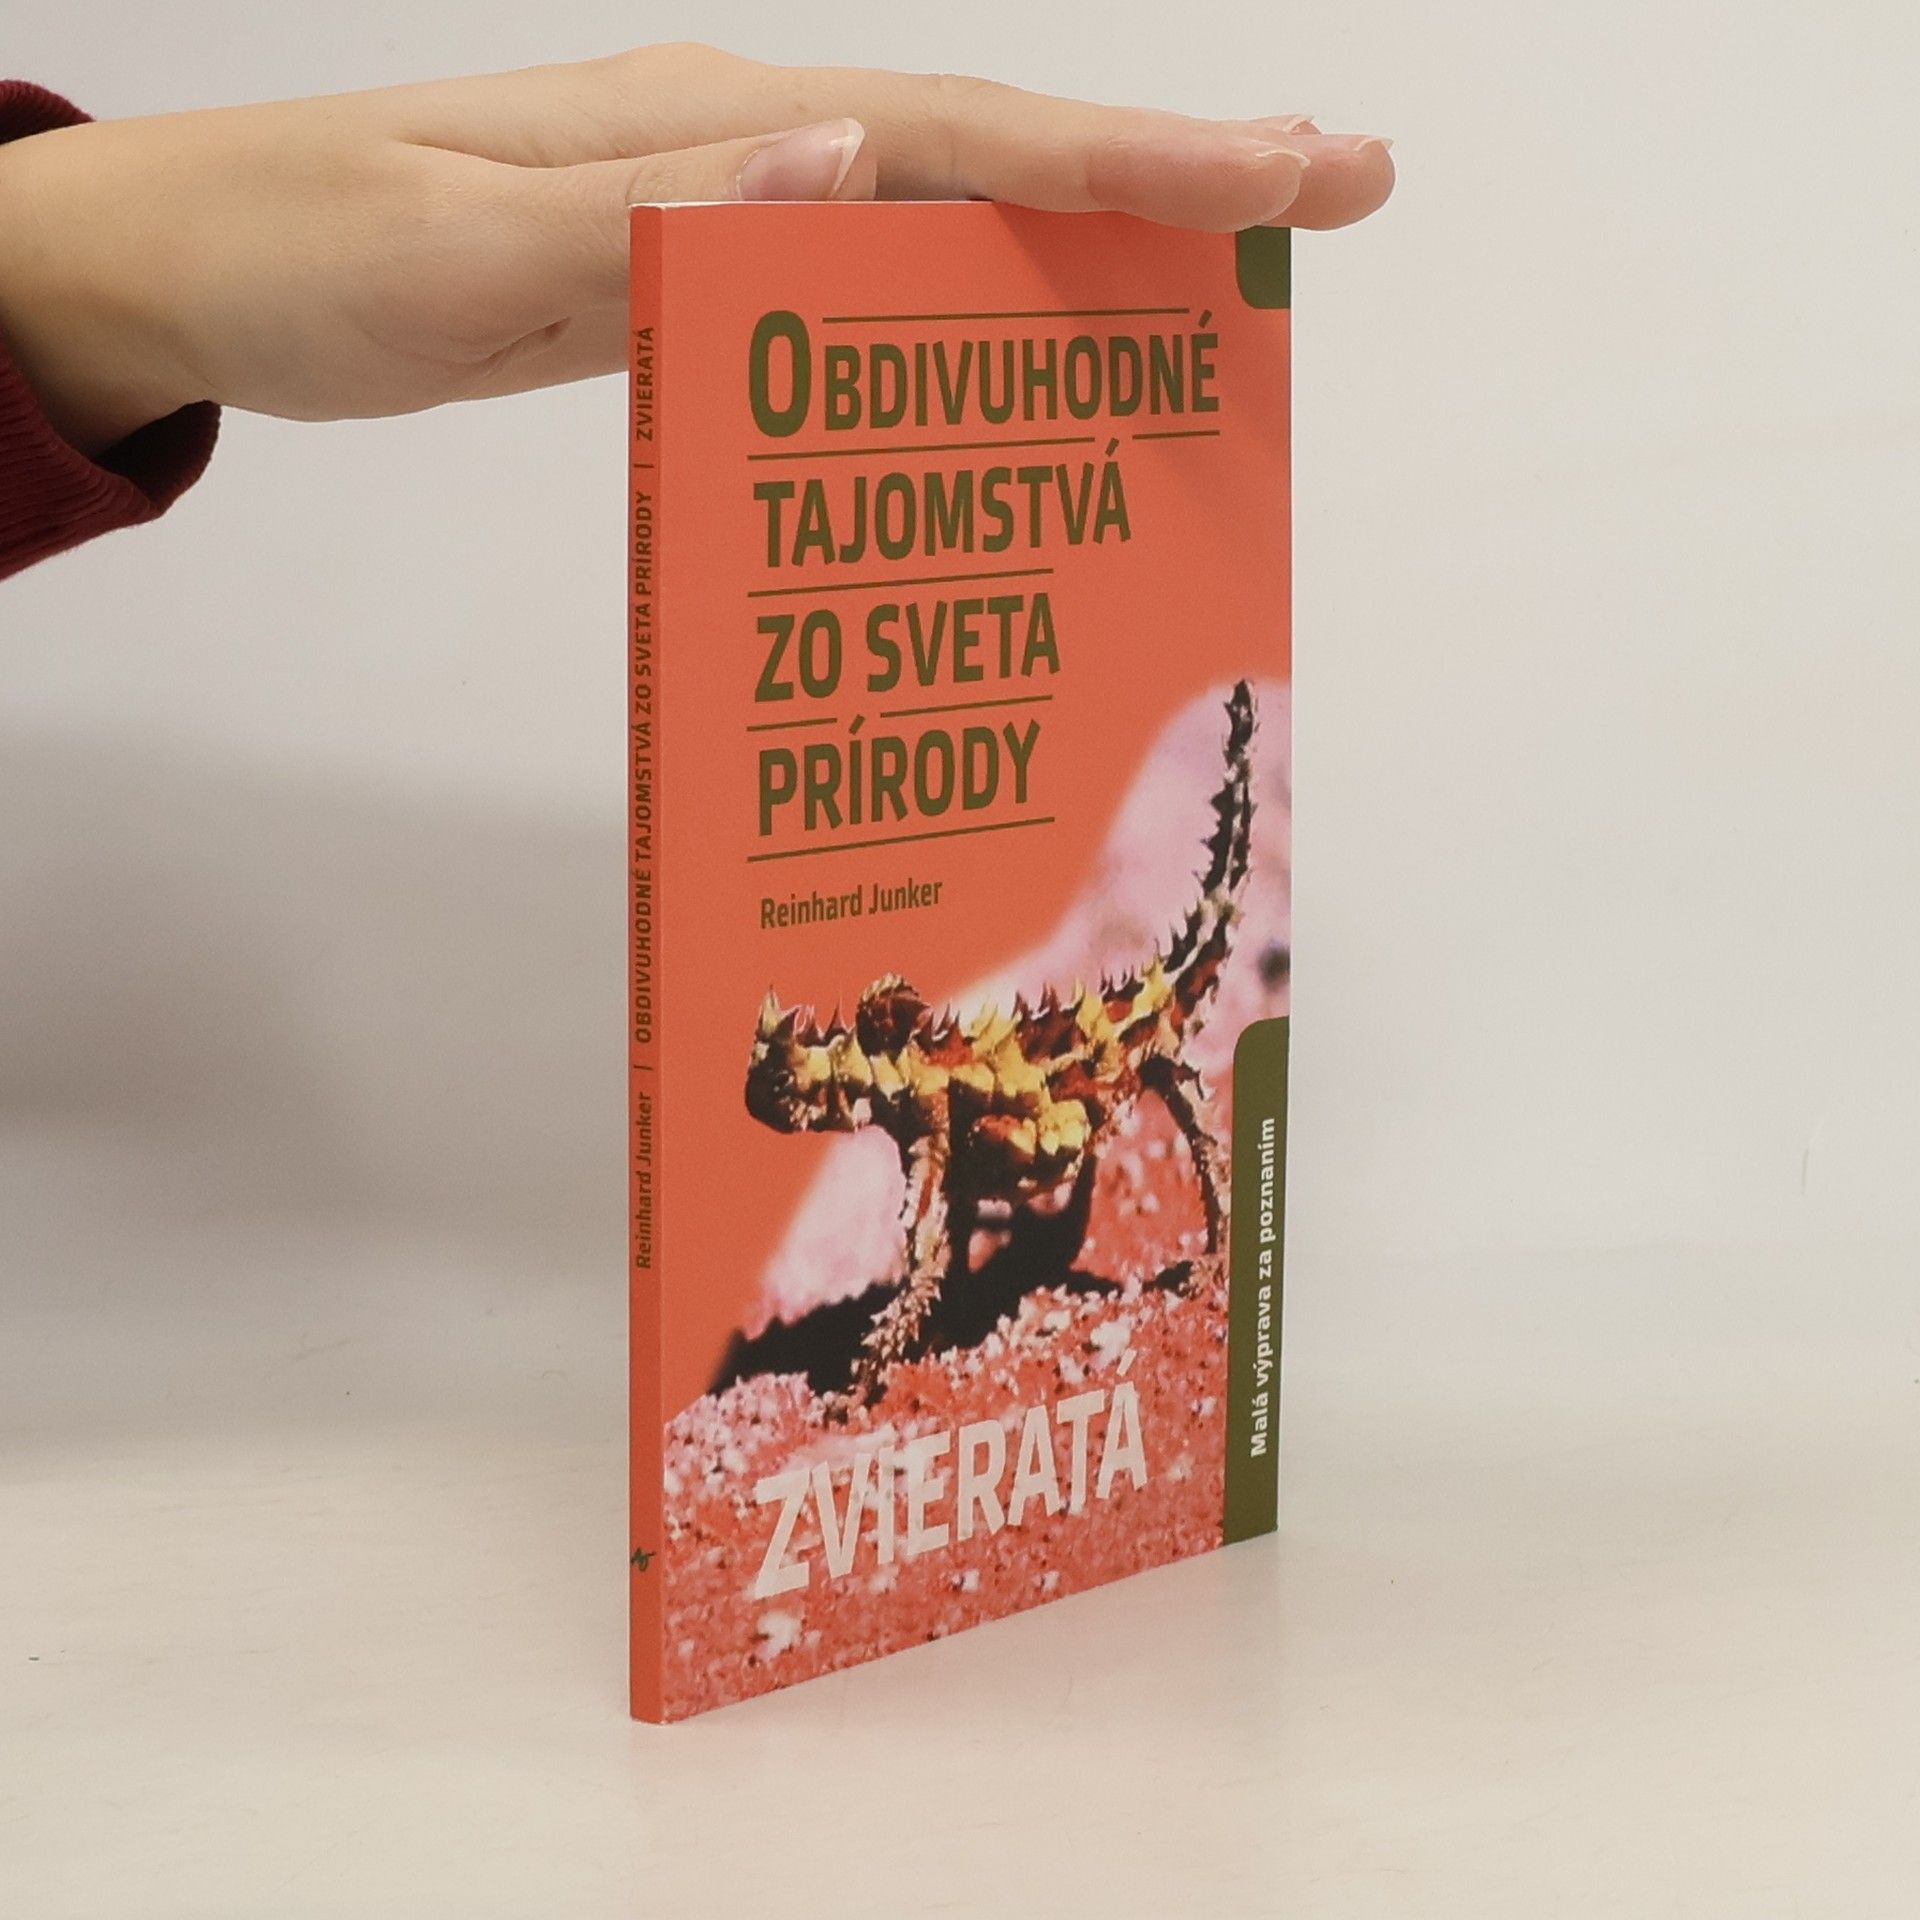 OBDIVUHODNÉ
TAJOMSTVÁ
ZO SVETA
PRÍRODY
Reinhard Junker
ZVIERATÁ
Malá výprava za poznaním
Reinhard Junker | OBDIVUHODNÉ TAJOMSTVÁ ZO SVETA PRÍRODY | ZVIERATÁ